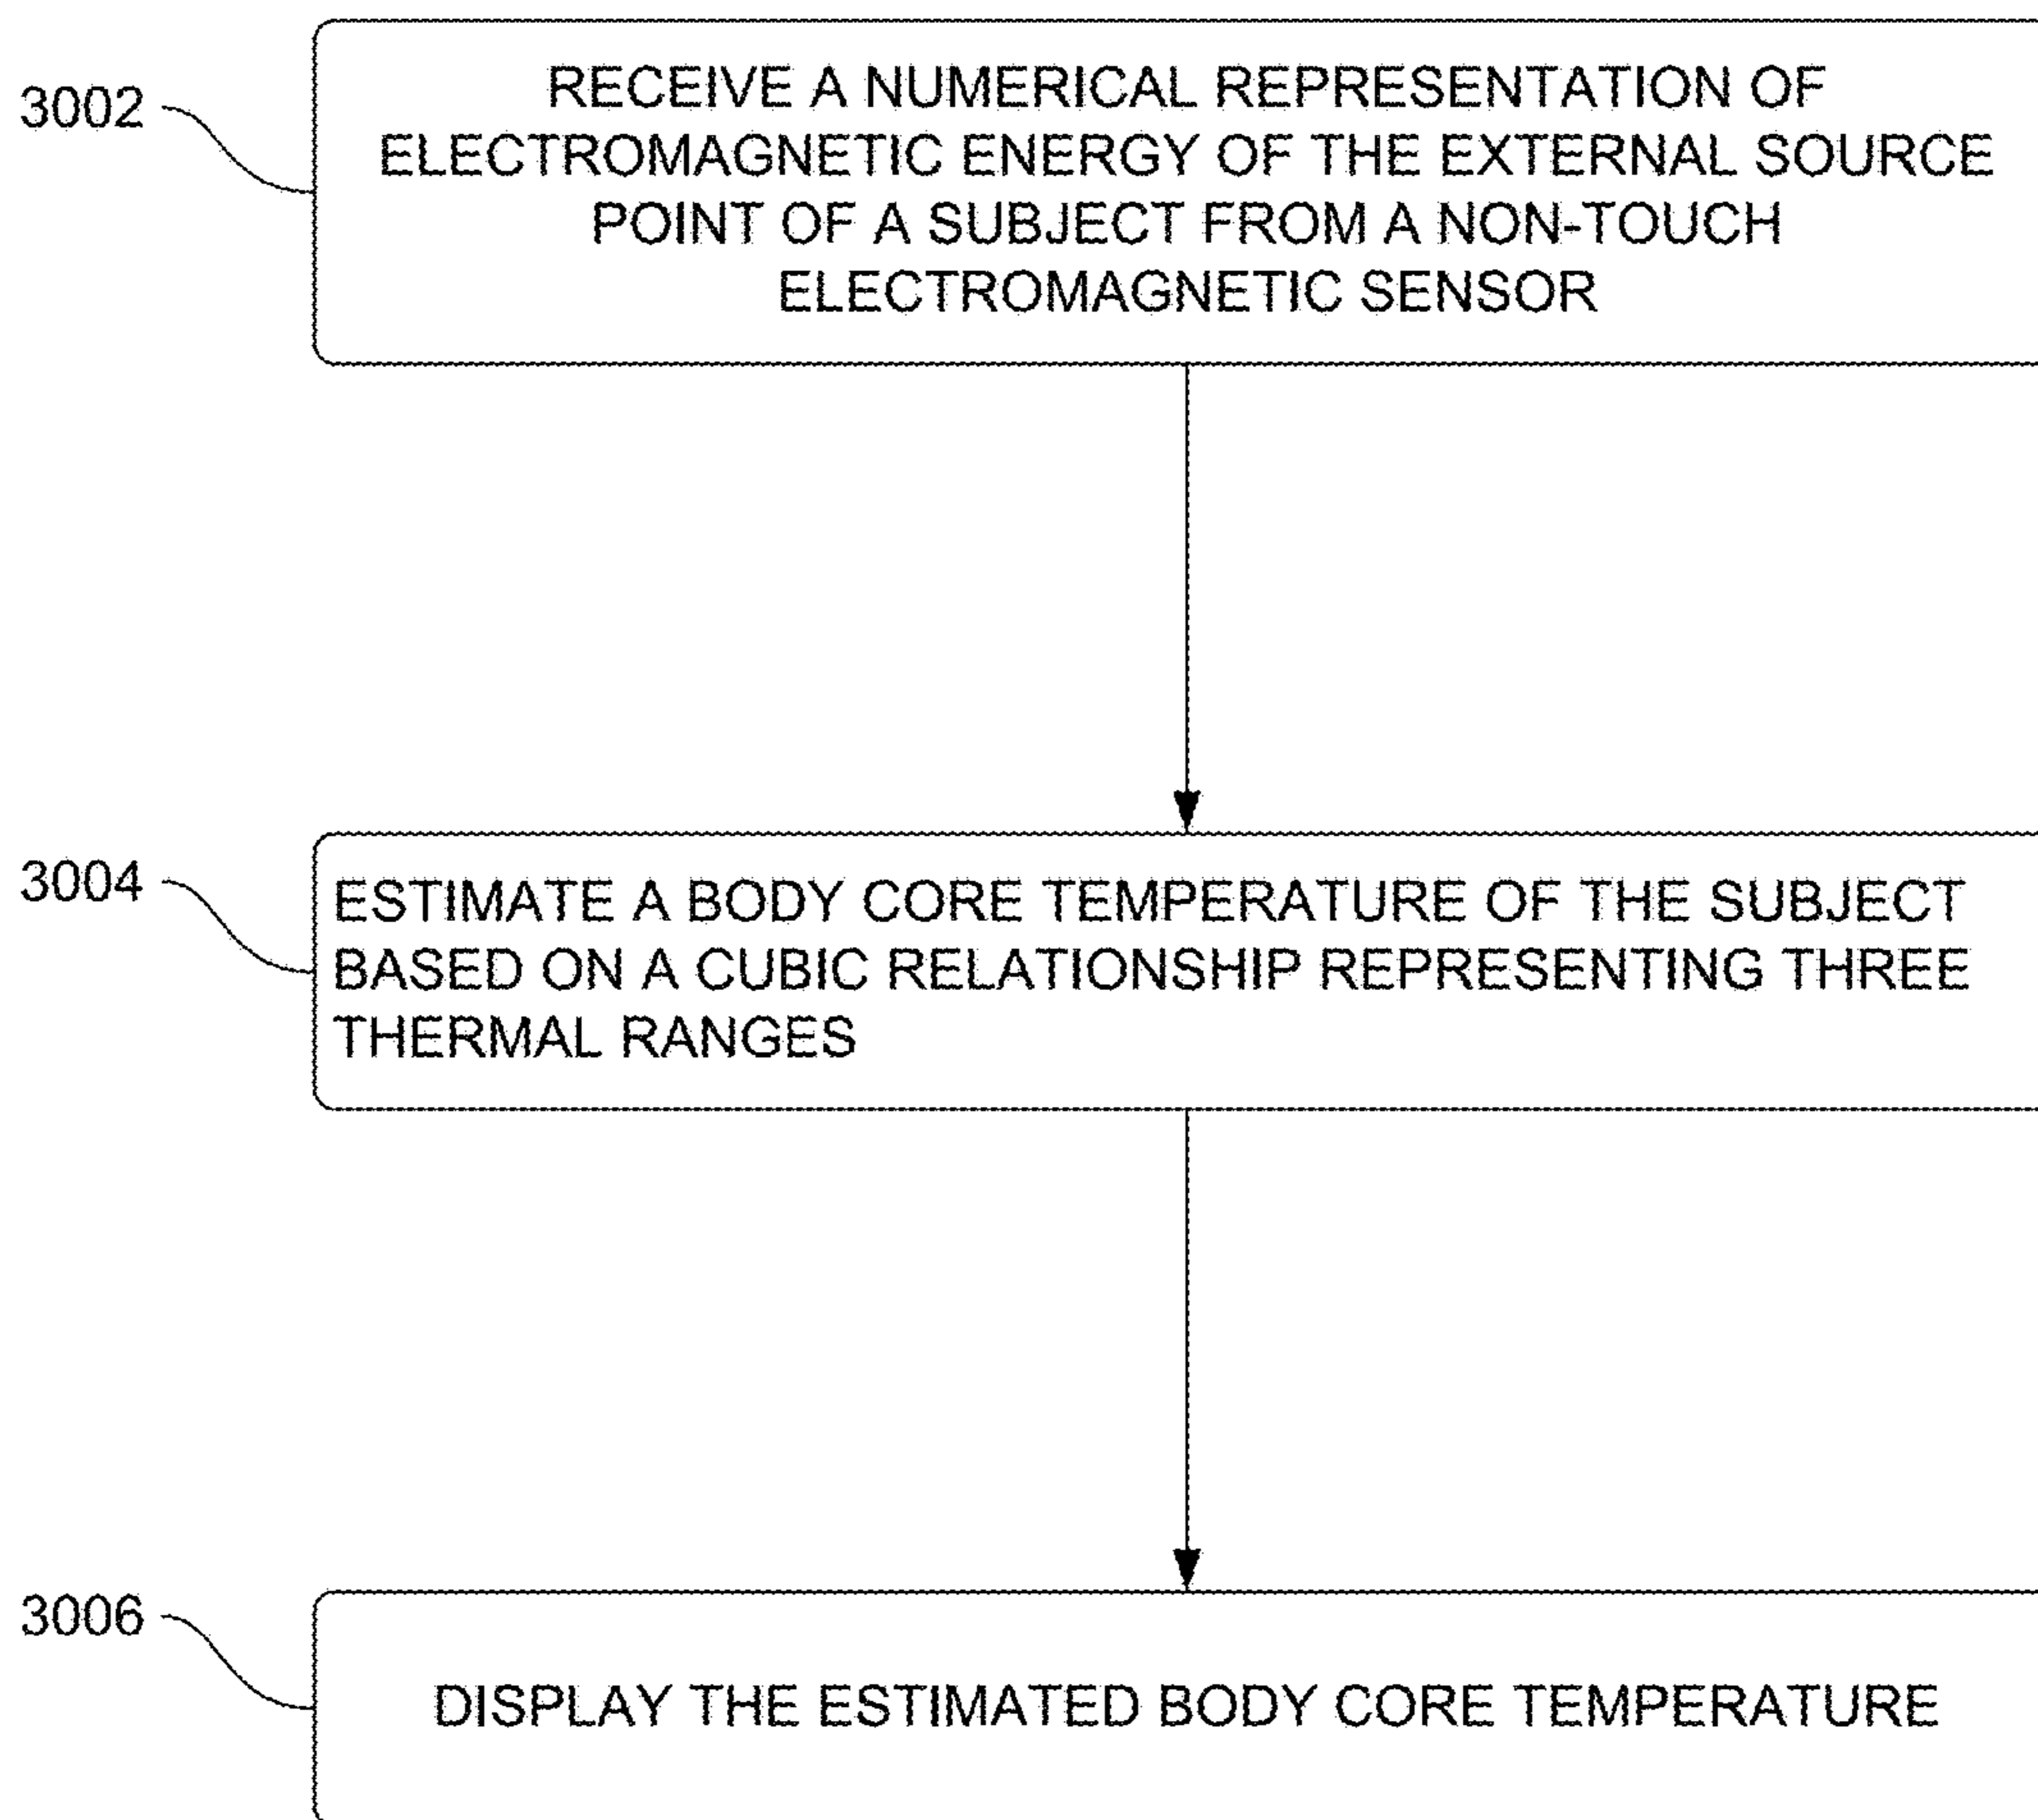 3002
RECEIVE A NUMERICAL REPRESENTATION OF
ELECTROMAGNETIC ENERGY OF THE EXTERNAL SOURCE
POINT OF A SUBJECT FROM A NON-TOUCH
ELECTROMAGNETIC SENSOR
3004
ESTIMATE A BODY CORE TEMPERATURE OF THE SUBJECT
BASED ON A CUBIC RELATIONSHIP REPRESENTING THREE
THERMAL RANGES
3006
DISPLAY THE ESTIMATED BODY CORE TEMPERATURE